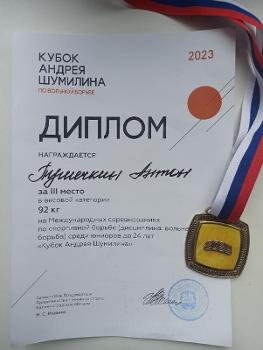 КУБОК
АНДРЕЯ
ШУМИЛИНА
ПО ВОЛЬНОЙ БОРЬБЕ
2023
ДИПЛОМ
НАГРАЖДАЕТСЯ
Пушечкин Антон
за III место
в весовой категории
92 кг
на Международных соревнованиях
по спортивной борьбе (дисциплина: вольная
борьба) среди юниоров до 24 лет
«Кубок Андрея Шумилина»